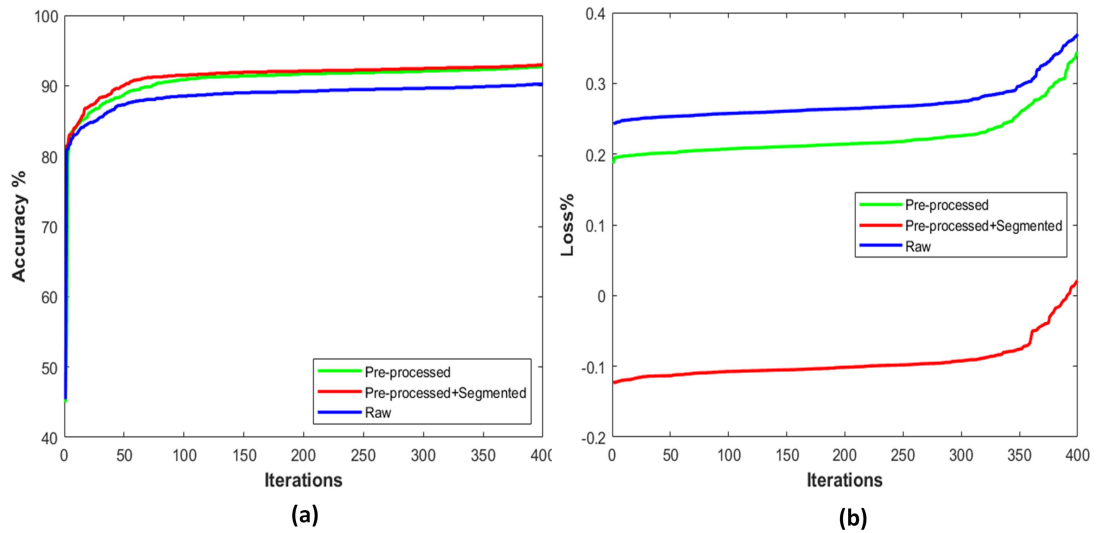 100
90
80
70
60
50
40
Accuracy %
0
50
100
150
200
250
300
350
400
Iterations
Pre-processed
Pre-processed+Segmented
Raw
(a)
0.4
0.3
0.2
0.1
0
-0.1
-0.2
Loss%
0
50
100
150
200
250
300
350
400
Iterations
Pre-processed
Pre-processed+Segmented
Raw
(b)